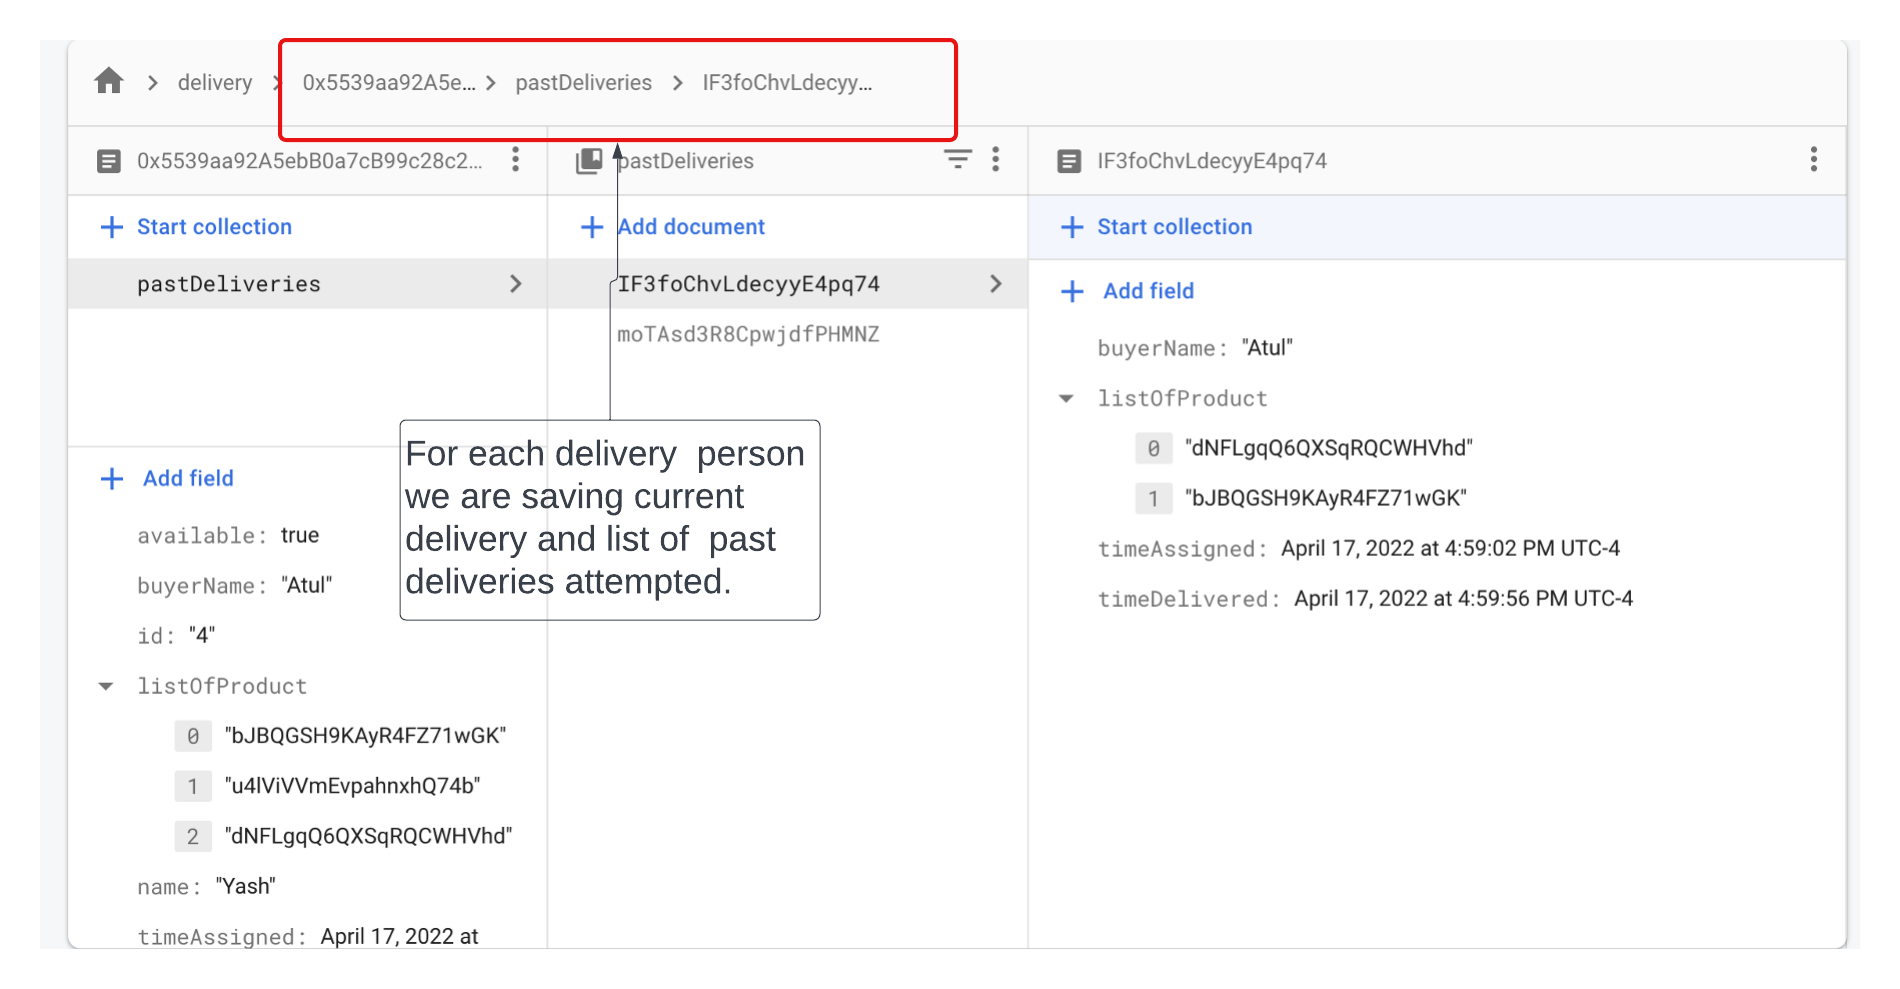 delivery 0x5539aa92A5e... pastDeliveries IF3foChvLdecyy...
0x5539aa92A5ebB0a7cB99c28c2...
Start collection
pastDeliveries
Add field
available: true
buyerName: "Atul"
id: "4"
listOfProduct
0 "bJBQGSH9KAyR4FZ71wGK"
1 "u4lViVVmEvpahnxhQ74b"
2 "dNFLgqQ6QXSqRQCWHVhd"
name: "Yash"
timeAssigned: April 17, 2022 at
pastDeliveries
Add document
IF3foChvLdecyyE4pq74
moTAsd3R8CpwjdfPHMNZ
For each delivery  person
we are saving current
delivery and list of  past
deliveries attempted.
IF3foChvLdecyyE4pq74
Start collection
Add field
buyerName: "Atul"
listOfProduct
0 "dNFLgqQ6QXSqRQCWHVhd"
1 "bJBQGSH9KAyR4FZ71wGK"
timeAssigned: April 17, 2022 at 4:59:02 PM UTC-4
timeDelivered: April 17, 2022 at 4:59:56 PM UTC-4